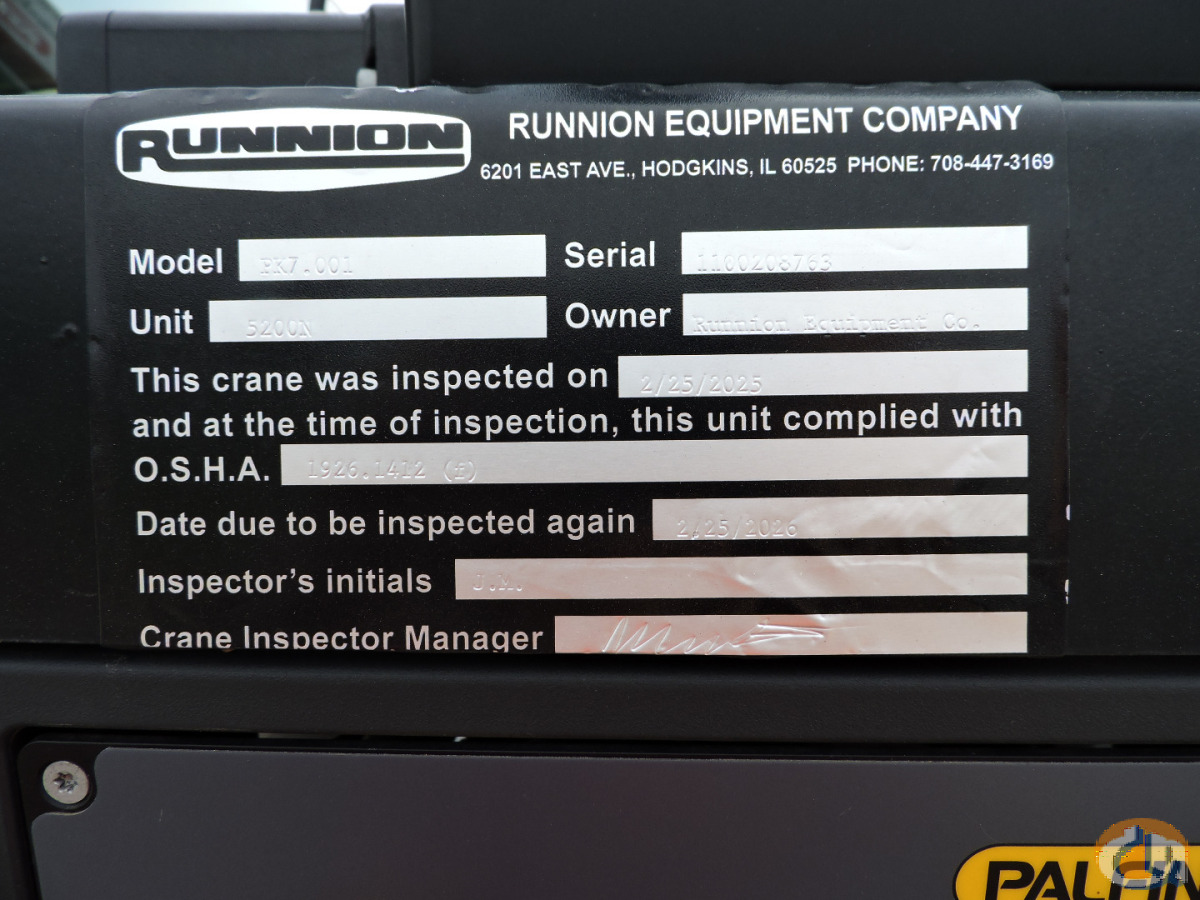 RUNNION
RUNNION EQUIPMENT COMPANY
6201 EAST AVE., HODGKINS, IL 60525 PHONE: 708-447-3169
Model PK7.001 Serial 1100208763
Unit 5200N Owner Runnion Equipment Co.
This crane was inspected on 2/25/2025
and at the time of inspection, this unit complied with
O.S.H.A. 1926.1412 (f)
Date due to be inspected again 2/25/2026
Inspector's initials J.M.
Crane Inspector Manager
PALFIN